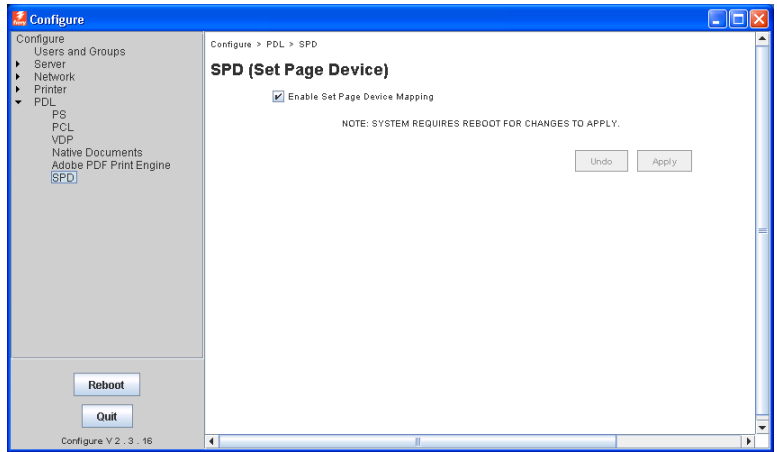 Configure
Configure
Users and Groups
Server
Network
Printer
PDL
PS
PCL
VDP
Native Documents
Adobe PDF Print Engine
SPD
Reboot
Quit
Configure V 2 . 3 . 16
Configure > PDL > SPD
SPD (Set Page Device)
Enable Set Page Device Mapping
NOTE: SYSTEM REQUIRES REBOOT FOR CHANGES TO APPLY.
Undo Apply